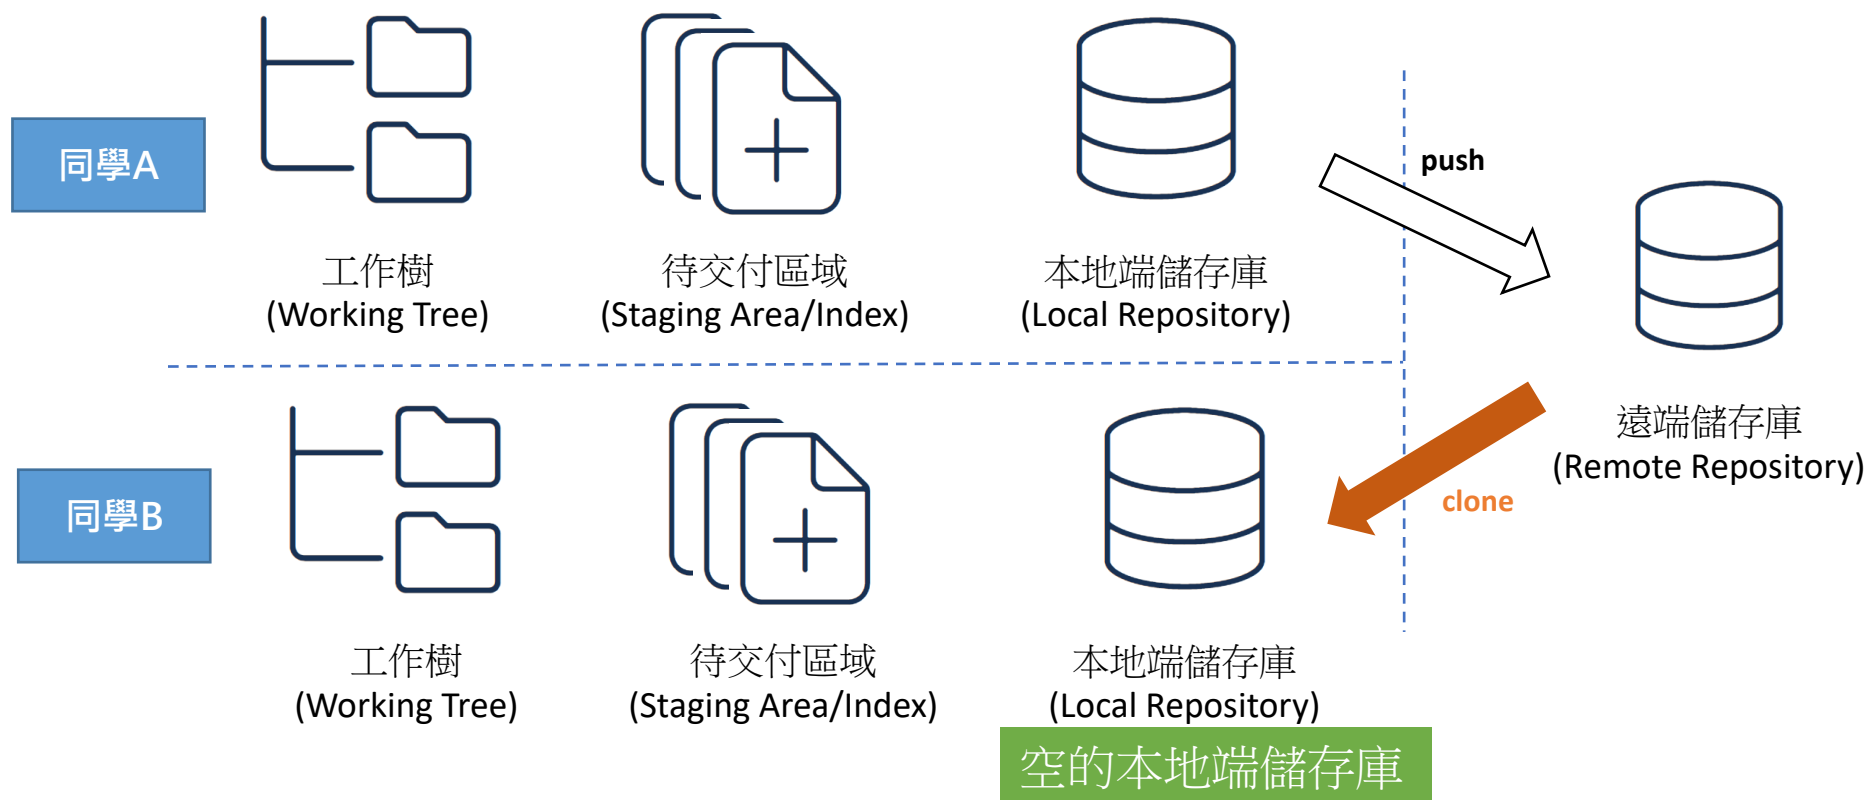 同學A
工作樹
(Working Tree)
待交付區域
(Staging Area/Index)
本地端儲存庫
(Local Repository)
push
遠端儲存庫
(Remote Repository)
clone
同學B
工作樹
(Working Tree)
待交付區域
(Staging Area/Index)
本地端儲存庫
(Local Repository)
空的本地端儲存庫